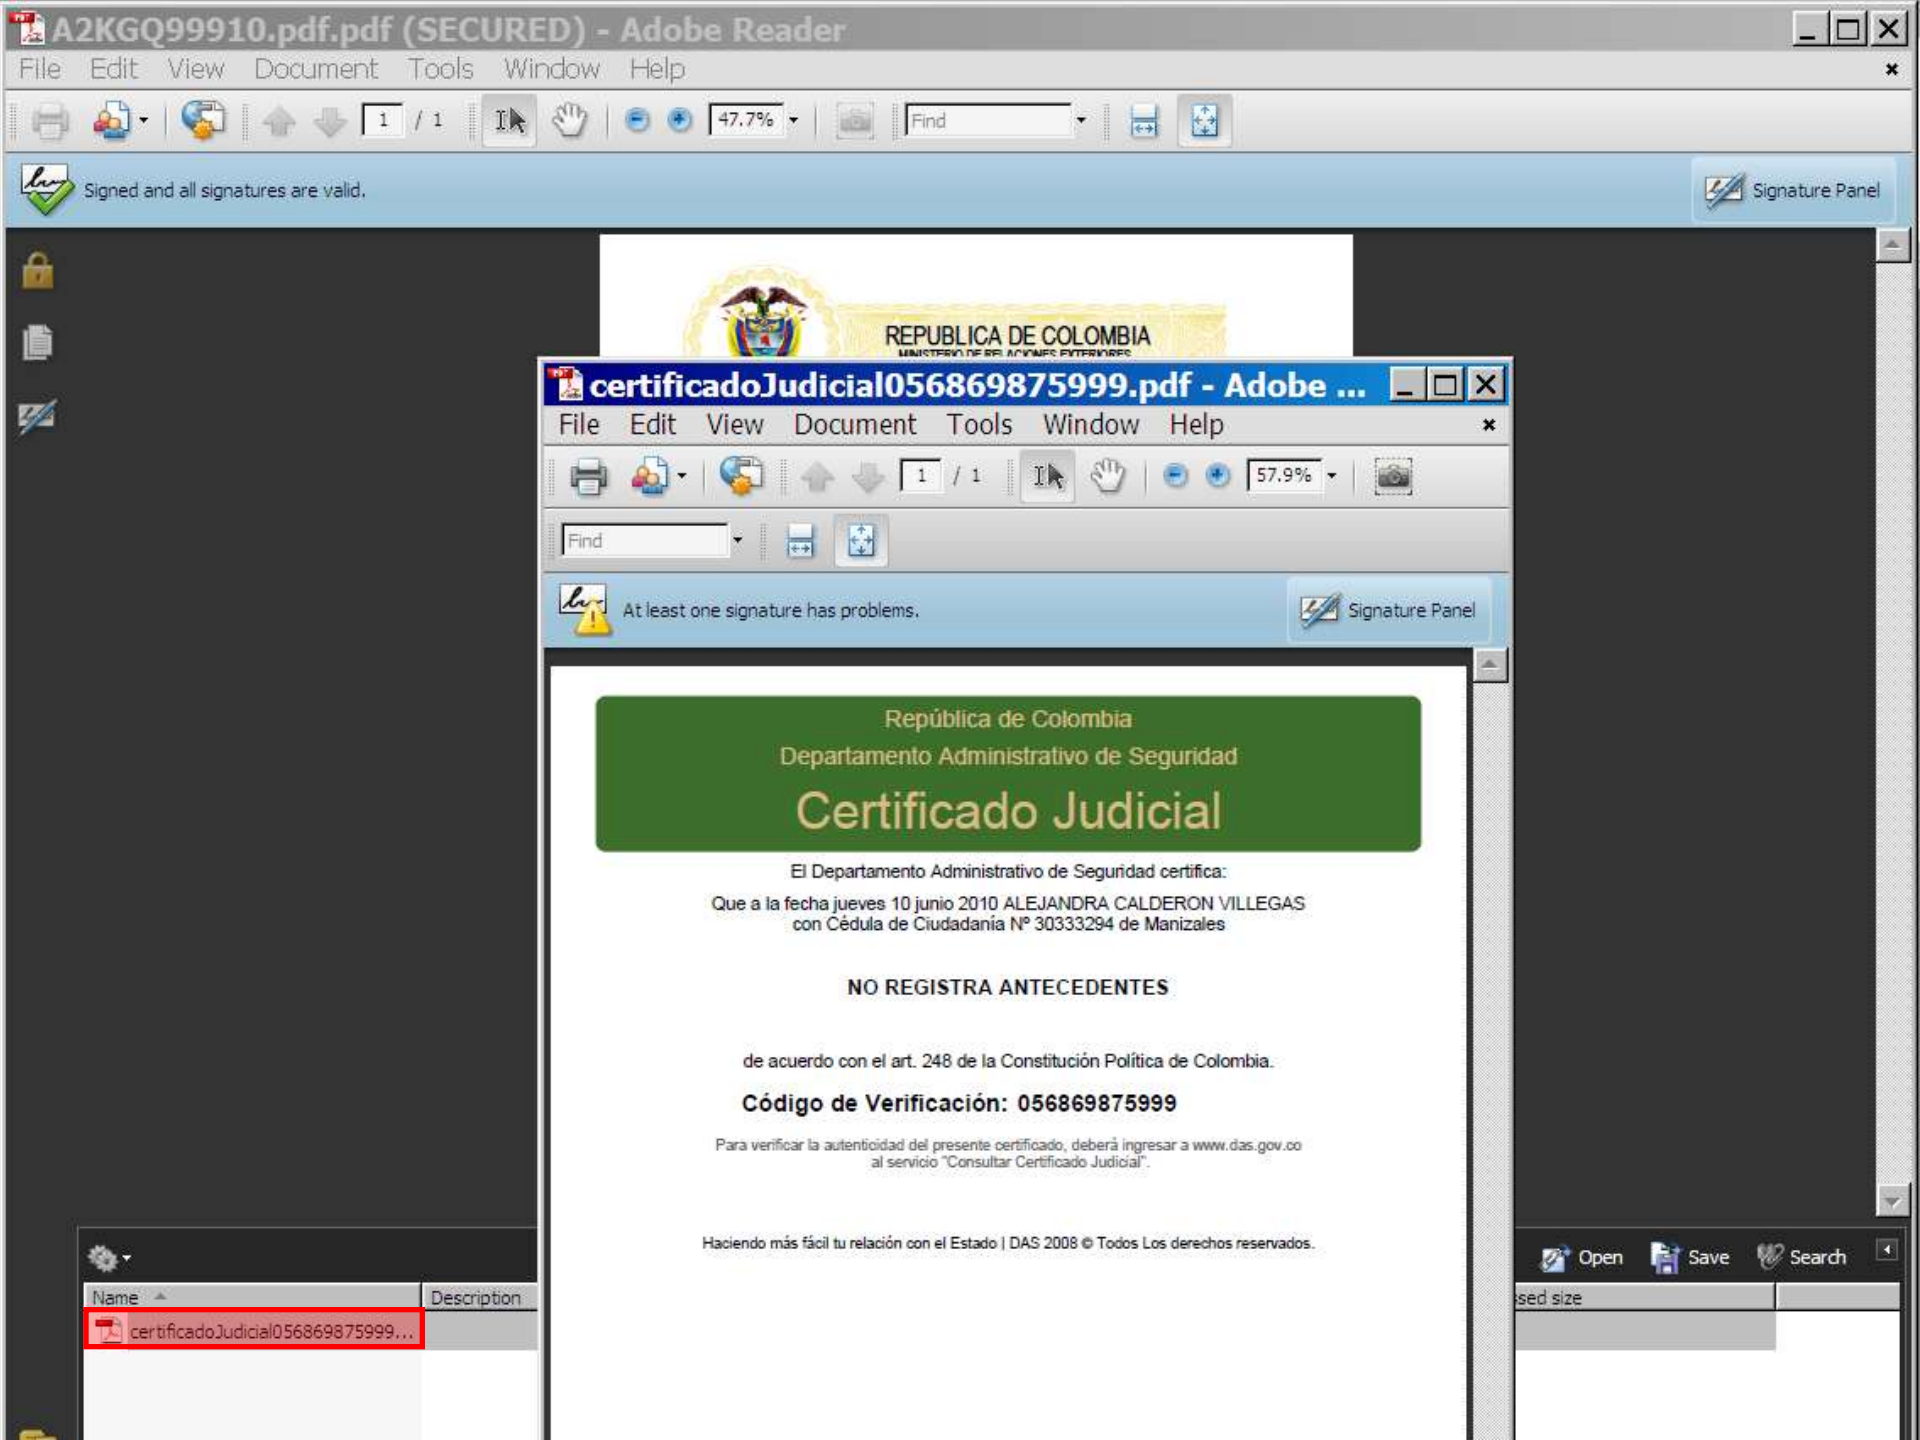 A2KGQ99910.pdf.pdf (SECURED) - Adobe Reader
File Edit View Document Tools Window Help
1 / 1 47.7% Find
Signed and all signatures are valid.
Signature Panel
REPUBLICA DE COLOMBIA
MINISTERIO DE RELACIONES EXTERIORES
certificadoJudicial056869875999.pdf - Adobe ...
File Edit View Document Tools Window Help
1 / 1 57.9%
Find
At least one signature has problems.
Signature Panel
República de Colombia
Departamento Administrativo de Seguridad
Certificado Judicial
El Departamento Administrativo de Seguridad certifica:
Que a la fecha jueves 10 junio 2010 ALEJANDRA CALDERON VILLEGAS
con Cédula de Ciudadanía Nº 30333294 de Manizales
NO REGISTRA ANTECEDENTES
de acuerdo con el art. 248 de la Constitución Política de Colombia.
Código de Verificación: 056869875999
Para verificar la autenticidad del presente certificado, deberá ingresar a www.das.gov.co
al servicio "Consultar Certificado Judicial".
Haciendo más fácil tu relación con el Estado | DAS 2008 © Todos Los derechos reservados.
Open Save Search
Name Description ssed size
certificadoJudicial056869875999...